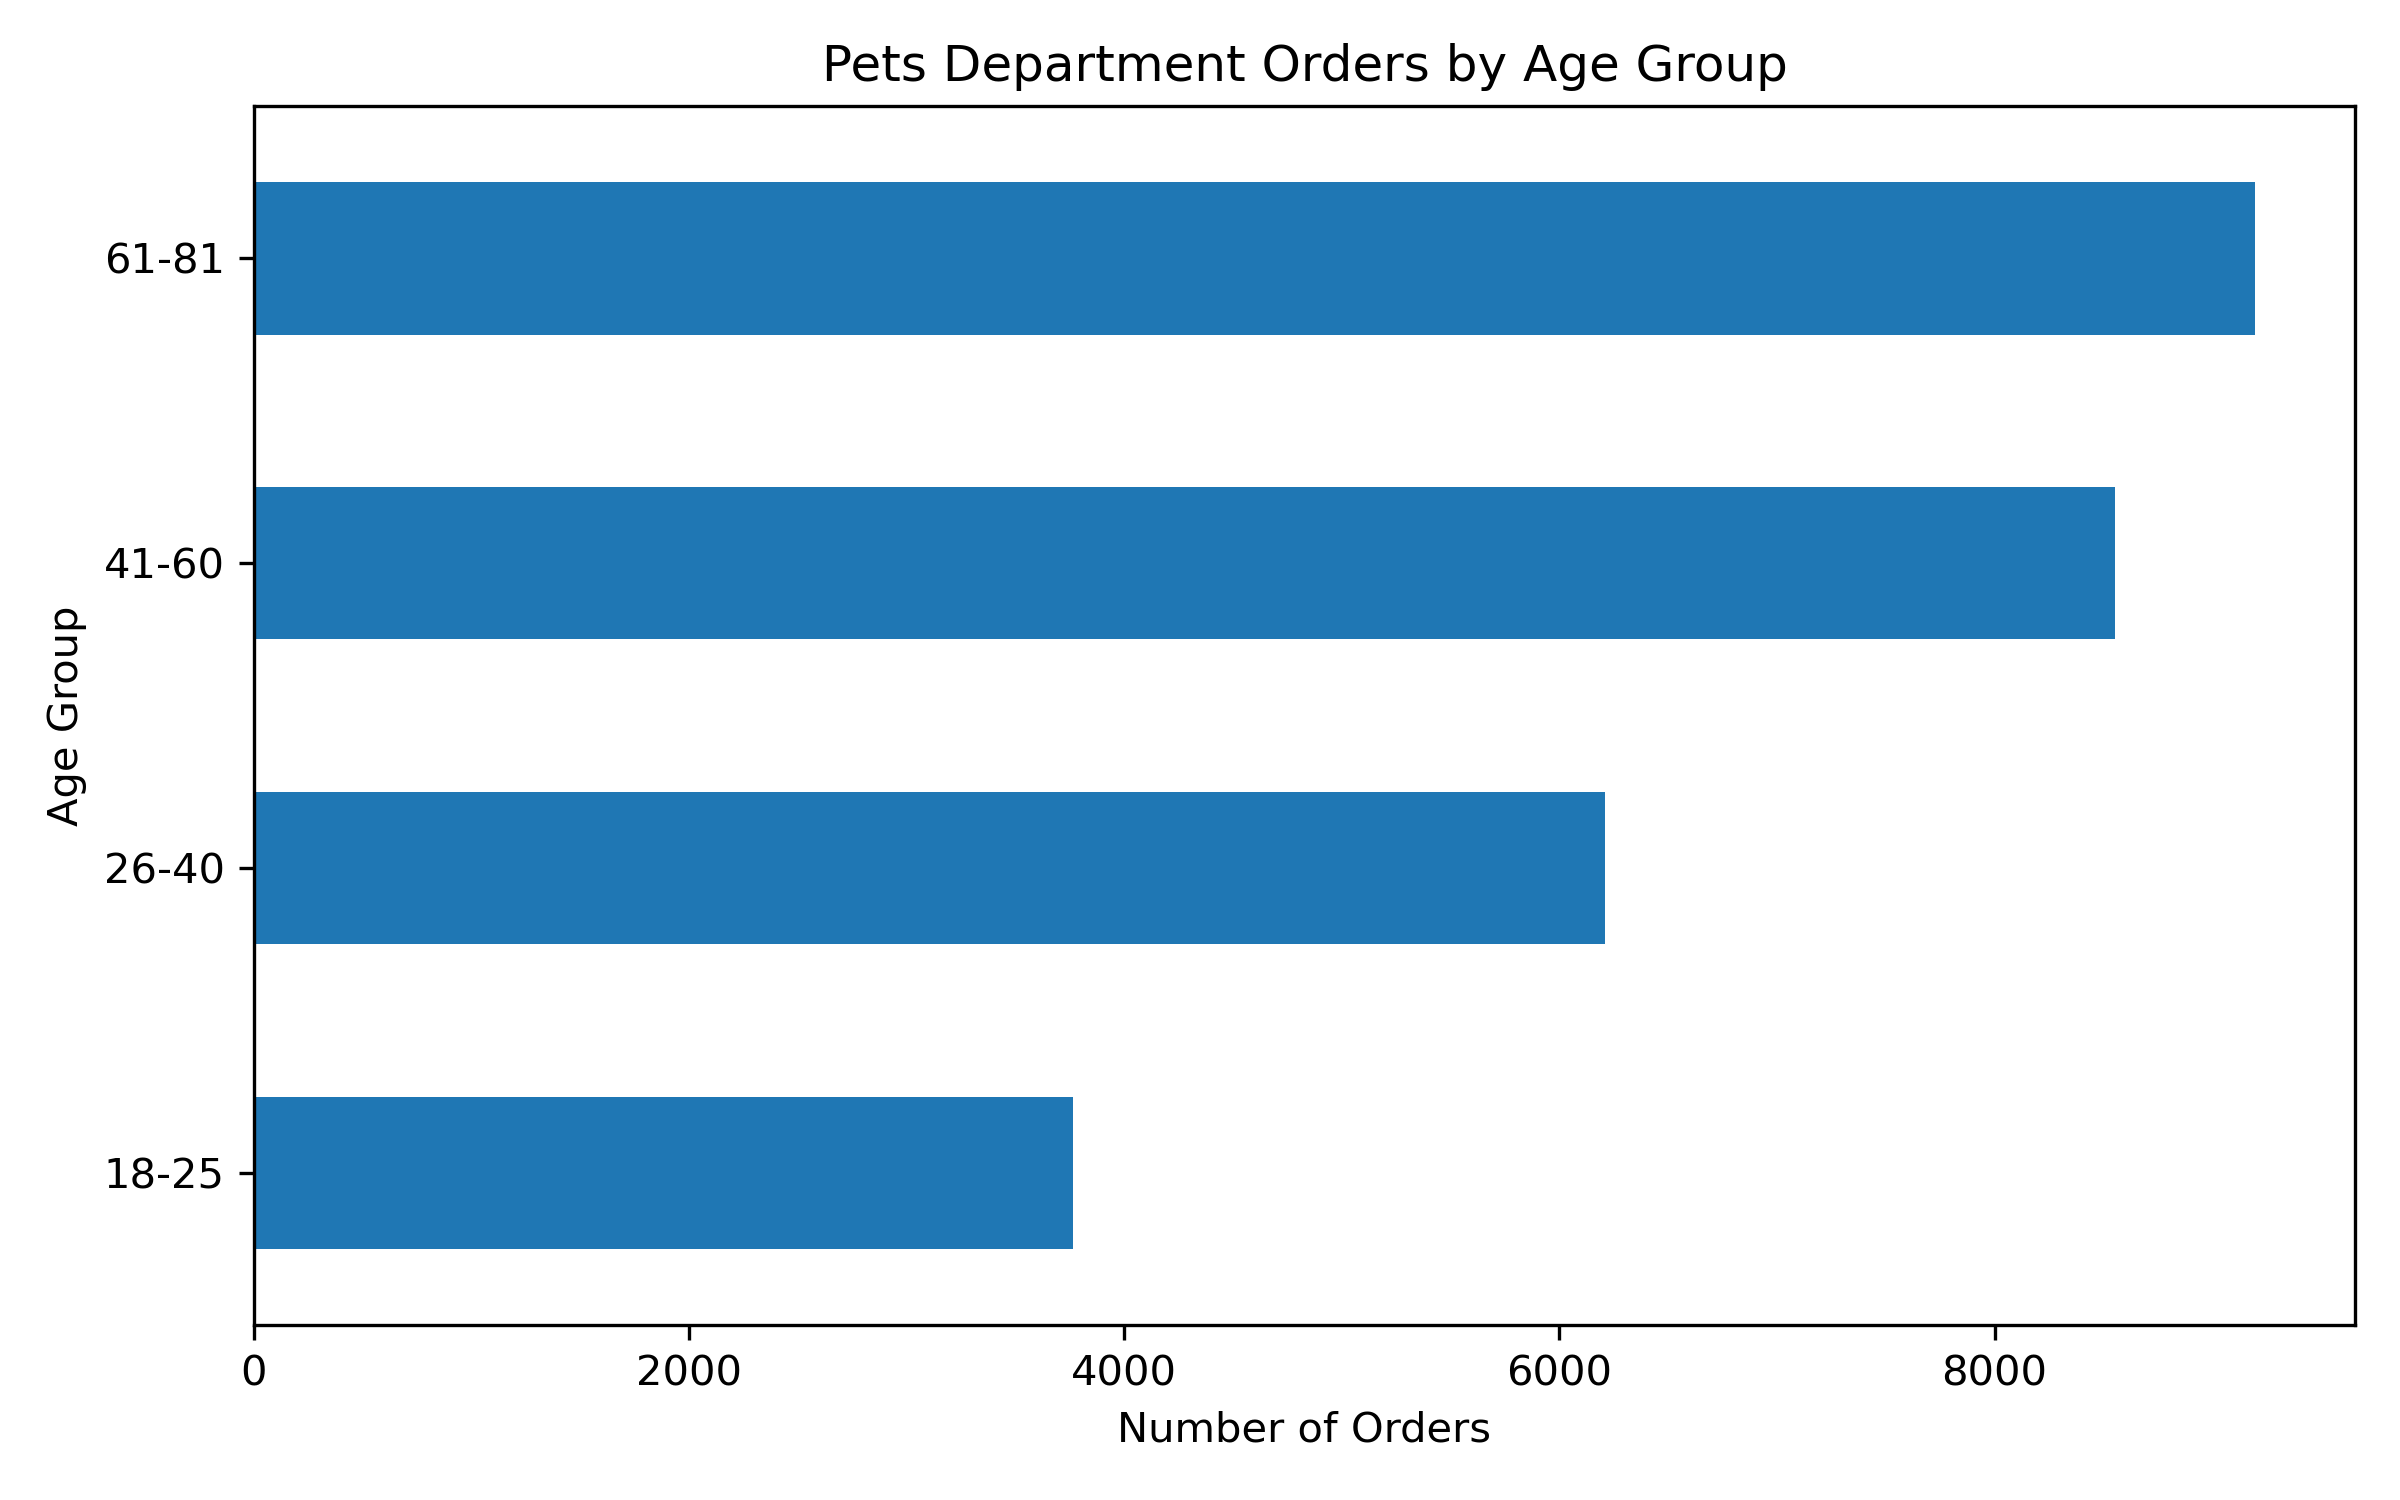 Pets Department Orders by Age Group
61-81
41-60
26-40
18-25
Age Group
0 2000 4000 6000 8000
Number of Orders